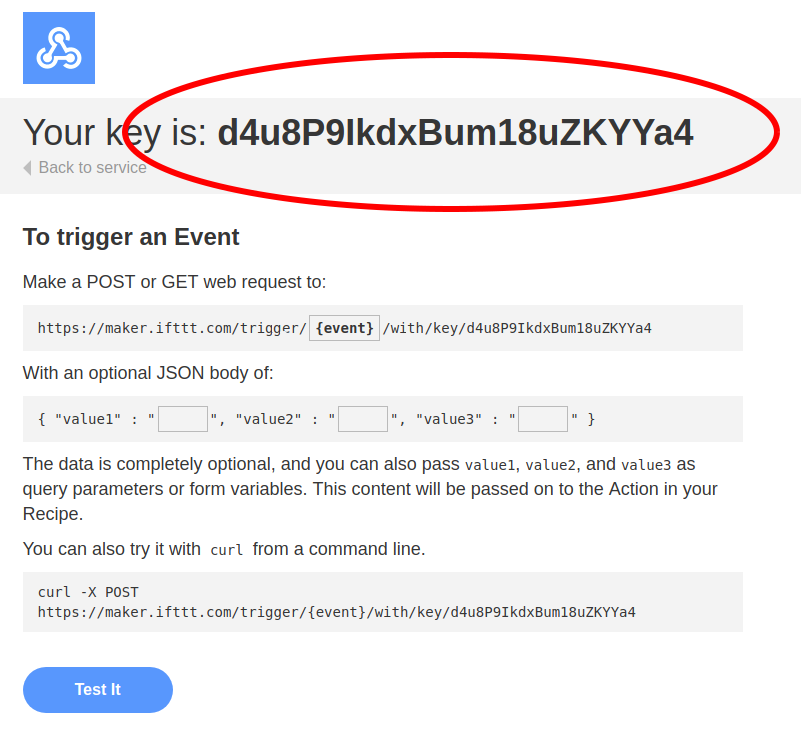 Your key is: d4u8P9IkdxBum18uZKYYa4
Back to service
To trigger an Event
Make a POST or GET web request to:
https://maker.ifttt.com/trigger/ {event} /with/key/d4u8P9IkdxBum18uZKYYa4
With an optional JSON body of:
{ "value1" : " ", "value2" : " ", "value3" : " " }
The data is completely optional, and you can also pass value1, value2, and value3 as
query parameters or form variables. This content will be passed on to the Action in your
Recipe.
You can also try it with curl from a command line.
curl -X POST
https://maker.ifttt.com/trigger/{event}/with/key/d4u8P9IkdxBum18uZKYYa4
Test It